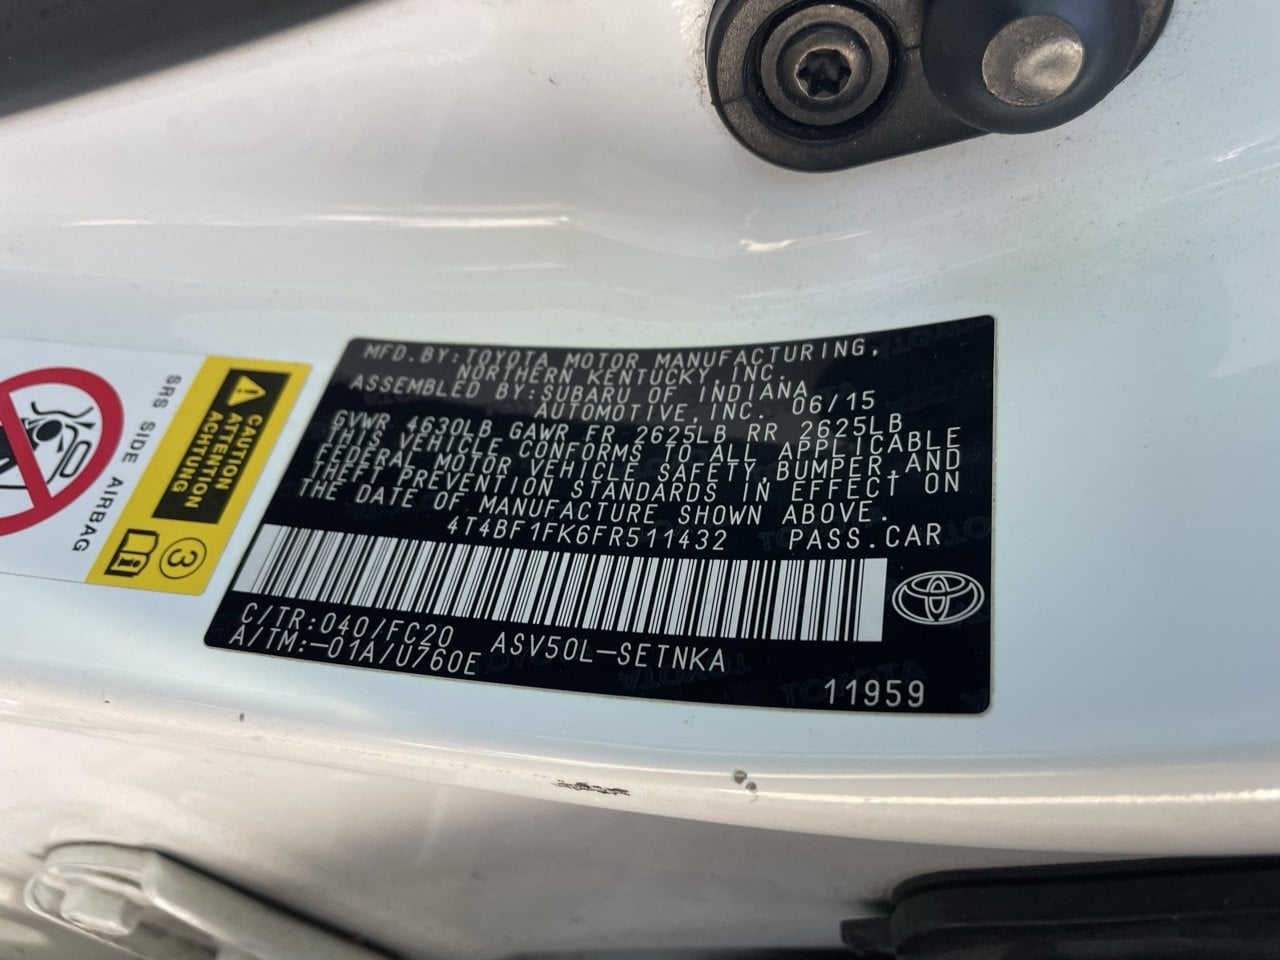 MFD.BY:TOYOTA MOTOR MANUFACTURING,
NORTHERN KENTUCKY,INC.
ASSEMBLED BY:SUBARU OF INDIANA
AUTOMOTIVE,INC. 06/15
GVWR 4630LB GAWR FR 2625LB RR 2625LB
THIS VEHICLE CONFORMS TO ALL APPLICABLE
FEDERAL MOTOR VEHICLE SAFETY,BUMPER,AND
THEFT PREVENTION STANDARDS IN EFFECT ON
THE DATE OF MANUFACTURE SHOWN ABOVE.
4T4BF1FK6FR511432 PASS.CAR
C/TR:040/FC20 ASV50L-SETNKA
A/TM:-01A/U760E
11959
CAUTION
ATTENTION
ACHTUNG
3
SRS SIDE AIRBAG